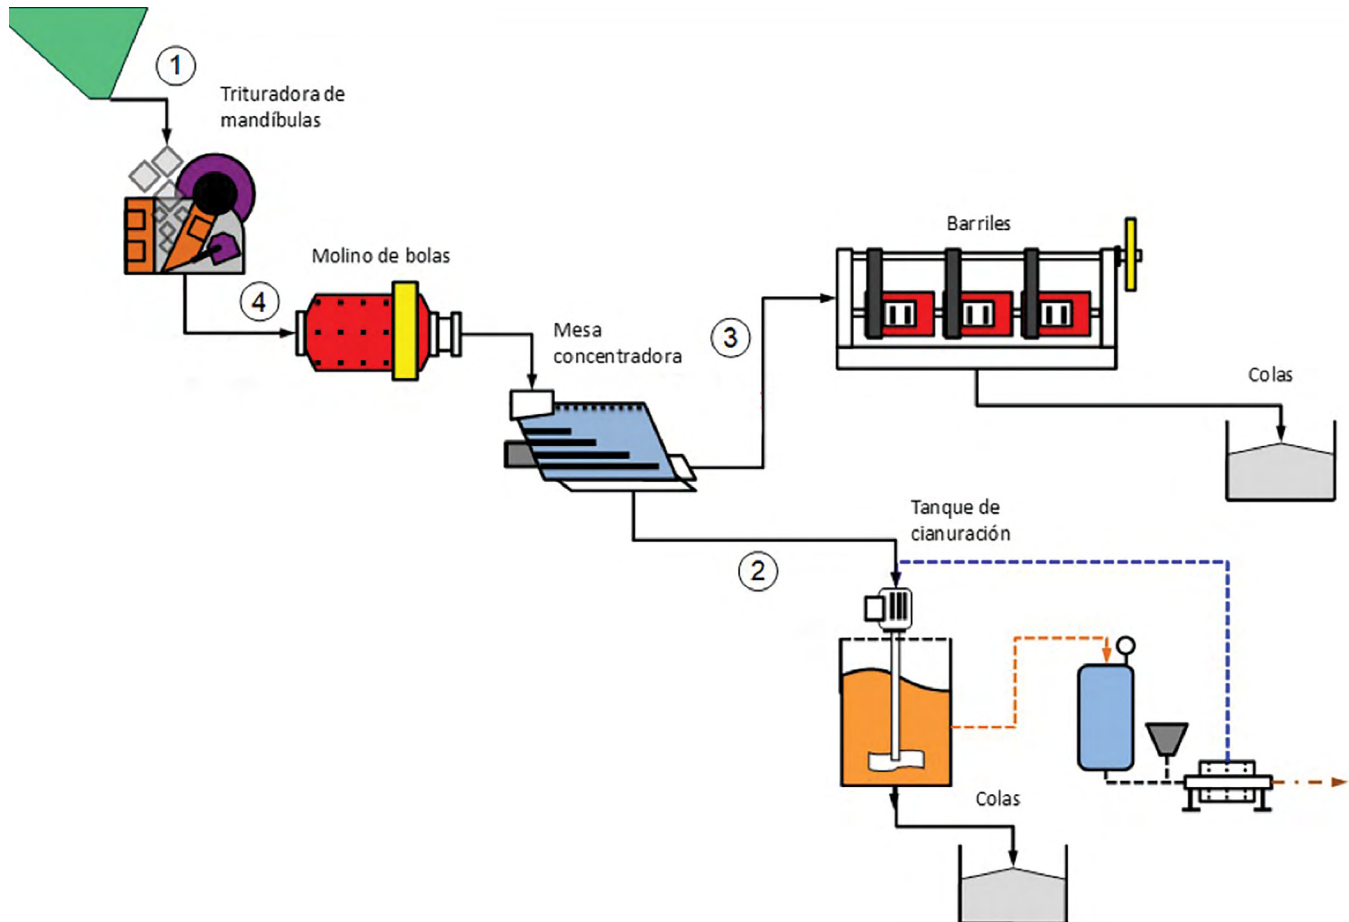 1
Trituradora de
mandíbulas
Molino de bolas
4
Barriles
Mesa
concentradora
3
Colas
Tanque de
cianuración
2
Colas